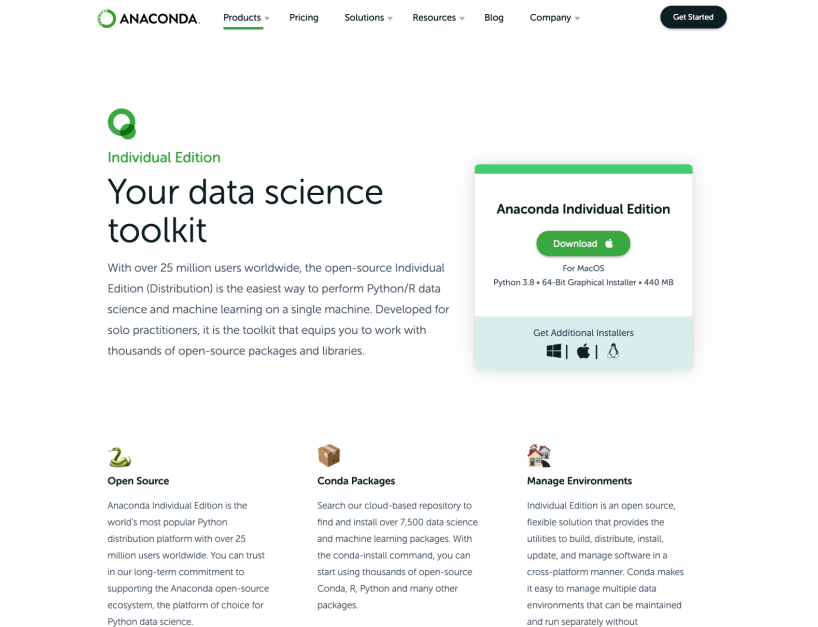 ANACONDA.
Products
Pricing
Solutions
Resources
Blog
Company
Get Started
Individual Edition
Your data science
toolkit
With over 25 million users worldwide, the open-source Individual
Edition (Distribution) is the easiest way to perform Python/R data
science and machine learning on a single machine. Developed for
solo practitioners, it is the toolkit that equips you to work with
thousands of open-source packages and libraries.
Anaconda Individual Edition
Download
For MacOS
Python 3.8 • 64-Bit Graphical Installer • 440 MB
Get Additional Installers
| |
Open Source
Anaconda Individual Edition is the
world's most popular Python
distribution platform with over 25
million users worldwide. You can trust
in our long-term commitment to
supporting the Anaconda open-source
ecosystem, the platform of choice for
Python data science.
Conda Packages
Search our cloud-based repository to
find and install over 7,500 data science
and machine learning packages. With
the conda-install command, you can
start using thousands of open-source
Conda, R, Python and many other
packages.
Manage Environments
Individual Edition is an open source,
flexible solution that provides the
utilities to build, distribute, install,
update, and manage software in a
cross-platform manner. Conda makes
it easy to manage multiple data
environments that can be maintained
and run separately without